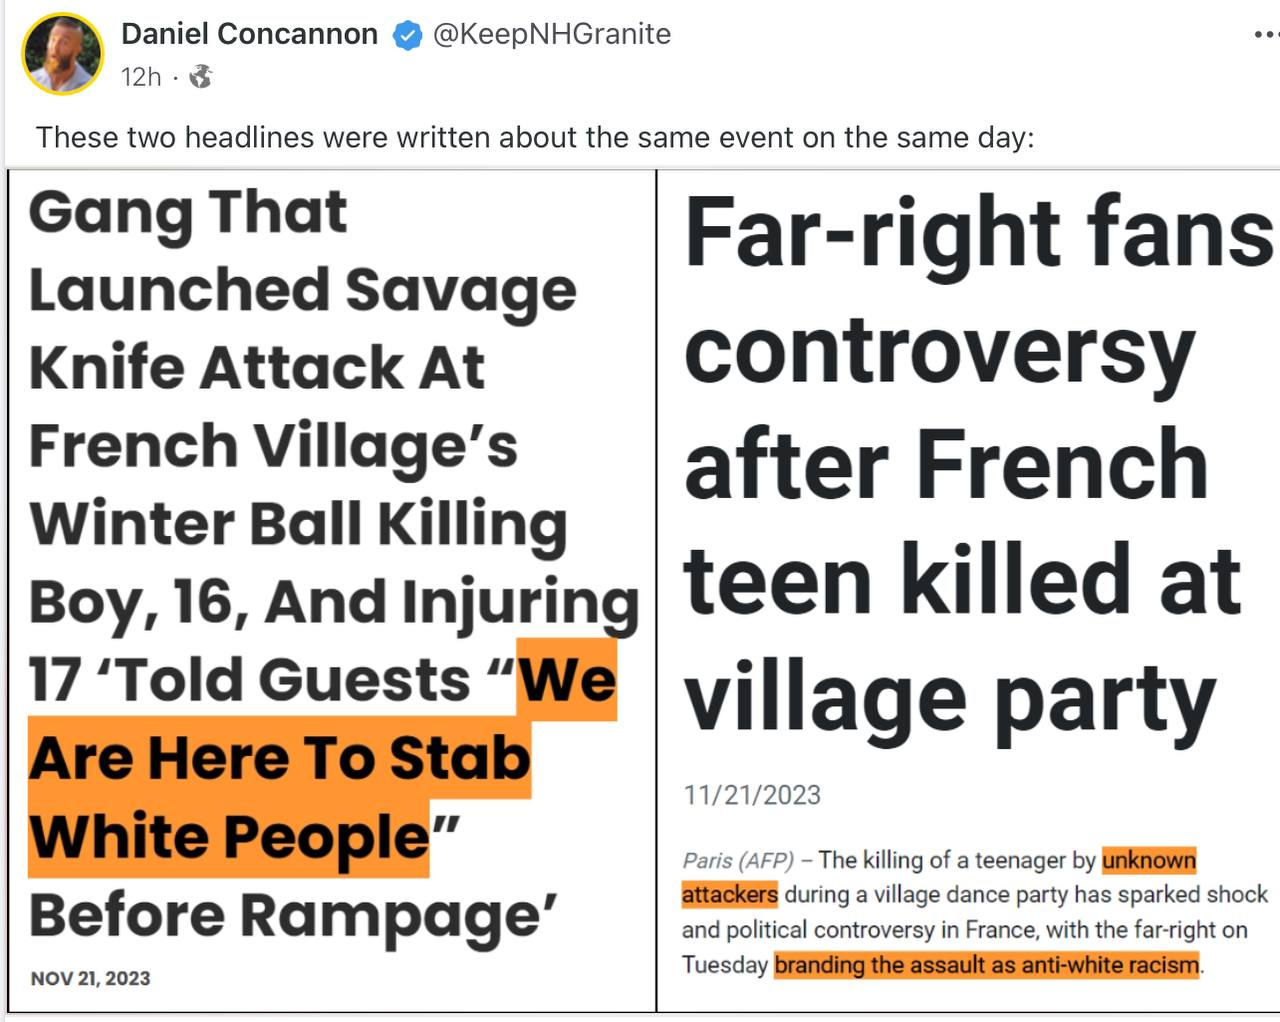 Daniel Concannon @KeepNHGranite
12h ·
These two headlines were written about the same event on the same day:
Gang That
Launched Savage
Knife Attack At
French Village’s
Winter Ball Killing
Boy, 16, And Injuring
17 ‘Told Guests “We
Are Here To Stab
White People”
Before Rampage’
NOV 21, 2023
Far-right fans
controversy
after French
teen killed at
village party
11/21/2023
Paris (AFP) – The killing of a teenager by unknown
attackers during a village dance party has sparked shock
and political controversy in France, with the far-right on
Tuesday branding the assault as anti-white racism.